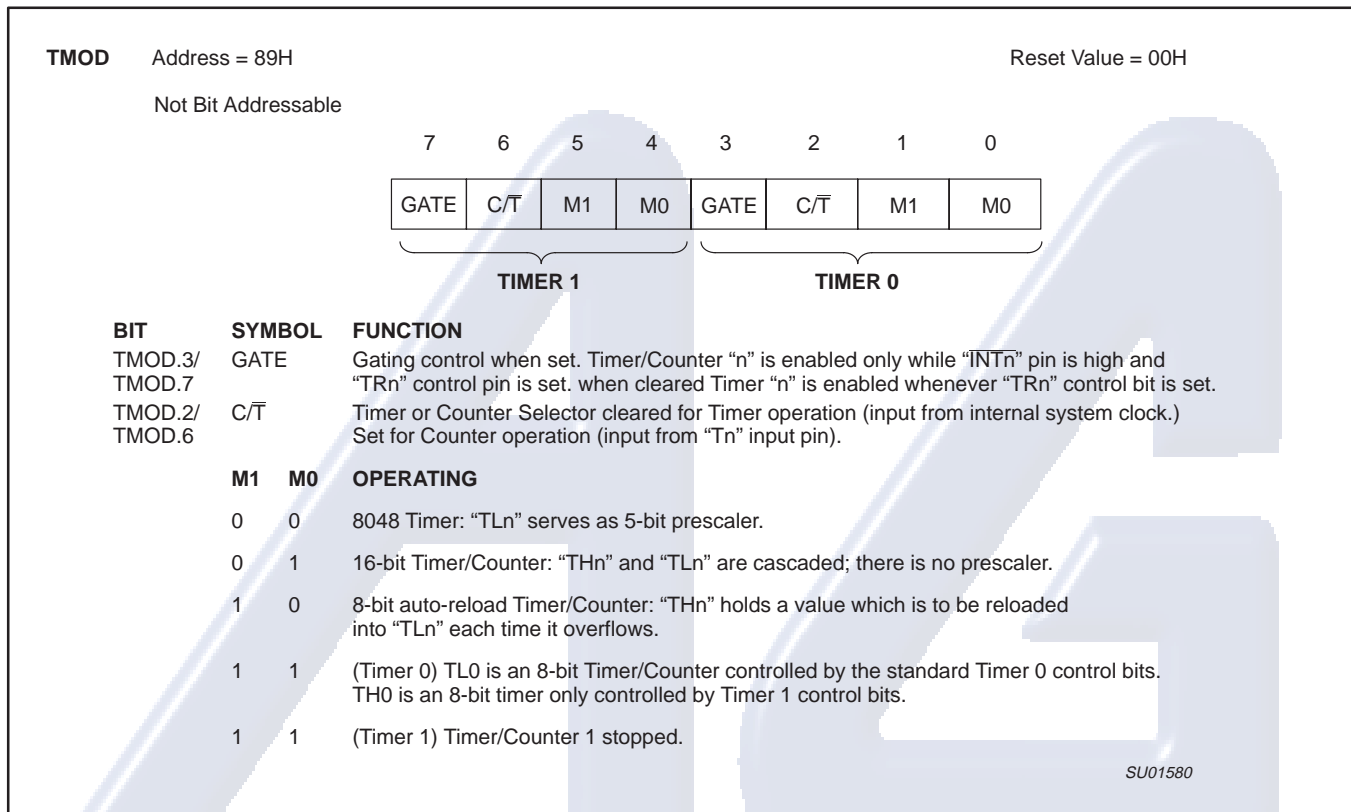 TMOD Address = 89H Reset Value = 00H
Not Bit Addressable
7 6 5 4 3 2 1 0
GATE C/T̅ M1 M0 GATE C/T̅ M1 M0
TIMER 1 TIMER 0
BIT SYMBOL FUNCTION
TMOD.3/ GATE Gating control when set. Timer/Counter “n” is enabled only while “I̅N̅T̅n̅” pin is high and
TMOD.7 “TRn” control pin is set. when cleared Timer “n” is enabled whenever “TRn” control bit is set.
TMOD.2/ C/T̅ Timer or Counter Selector cleared for Timer operation (input from internal system clock.)
TMOD.6 Set for Counter operation (input from “Tn” input pin).
M1 M0 OPERATING
0 0 8048 Timer: “TLn” serves as 5-bit prescaler.
0 1 16-bit Timer/Counter: “THn” and “TLn” are cascaded; there is no prescaler.
1 0 8-bit auto-reload Timer/Counter: “THn” holds a value which is to be reloaded
into “TLn” each time it overflows.
1 1 (Timer 0) TL0 is an 8-bit Timer/Counter controlled by the standard Timer 0 control bits.
TH0 is an 8-bit timer only controlled by Timer 1 control bits.
1 1 (Timer 1) Timer/Counter 1 stopped.
SU01580